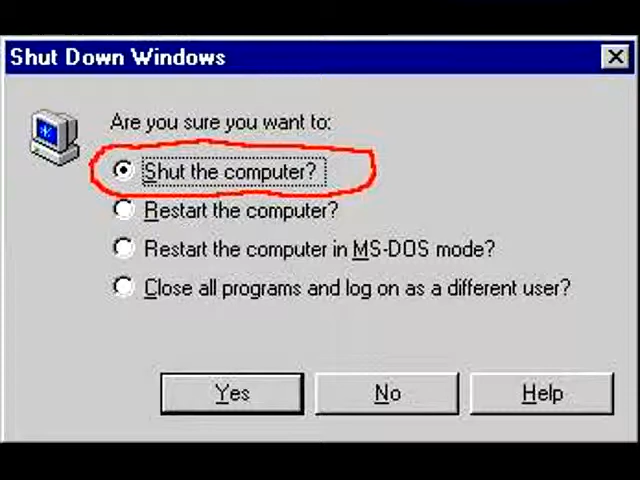 Shut Down Windows
Are you sure you want to:
Shut the computer?
Restart the computer?
Restart the computer in MS-DOS mode?
Close all programs and log on as a different user?
Yes No Help